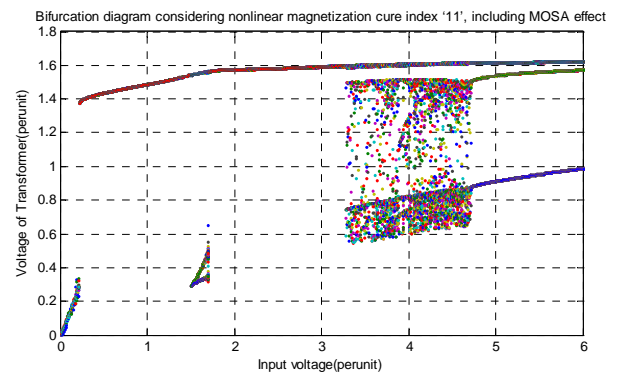 Bifurcation diagram considering nonlinear magnetization cure index '11', including MOSA effect
Voltage of Transformer(perunit)
1.8
1.6
1.4
1.2
1
0.8
0.6
0.4
0.2
0
0 1 2 3 4 5 6
Input voltage(perunit)